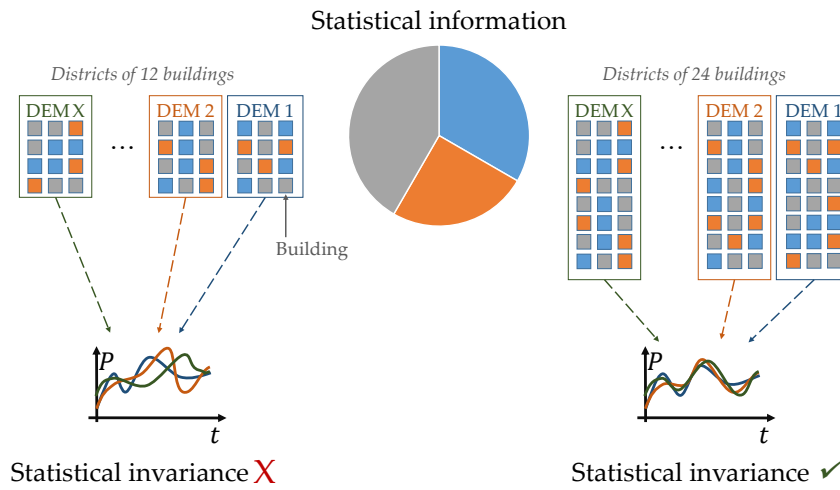 Statistical information
Districts of 12 buildings
Districts of 24 buildings
DEM X
...
DEM 2
DEM 1
DEM X
...
DEM 2
DEM 1
Building
P
t
P
t
Statistical invariance X
Statistical invariance ✓